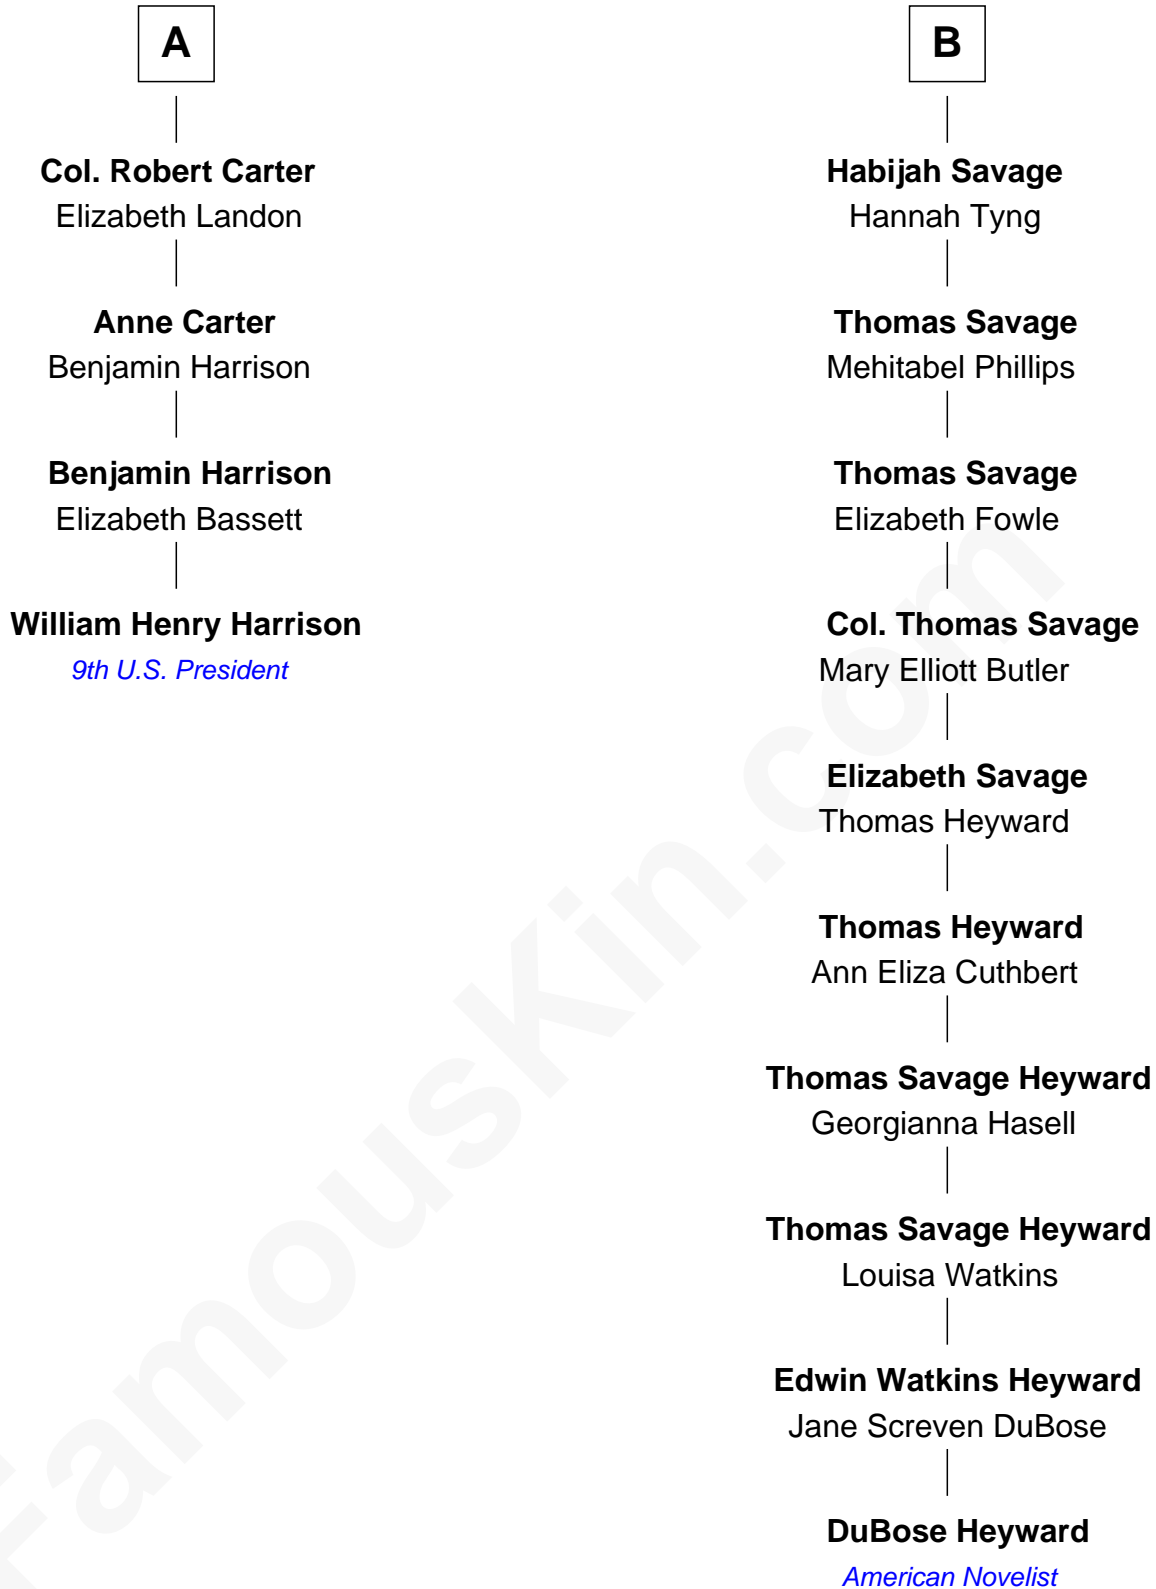 A
Col. Robert Carter
Elizabeth Landon
Anne Carter
Benjamin Harrison
Benjamin Harrison
Elizabeth Bassett
William Henry Harrison
9th U.S. President
B
Habijah Savage
Hannah Tyng
Thomas Savage
Mehitabel Phillips
Thomas Savage
Elizabeth Fowle
Col. Thomas Savage
Mary Elliott Butler
Elizabeth Savage
Thomas Heyward
Thomas Heyward
Ann Eliza Cuthbert
Thomas Savage Heyward
Georgianna Hasell
Thomas Savage Heyward
Louisa Watkins
Edwin Watkins Heyward
Jane Screven DuBose
DuBose Heyward
American Novelist
FamousKin.com